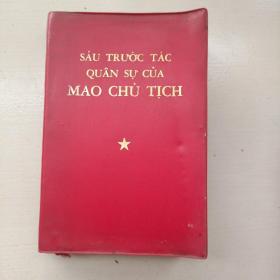 SÁU TRƯỚC TÁC
QUÂN SỰ CỦA
MAO CHỦ TỊCH